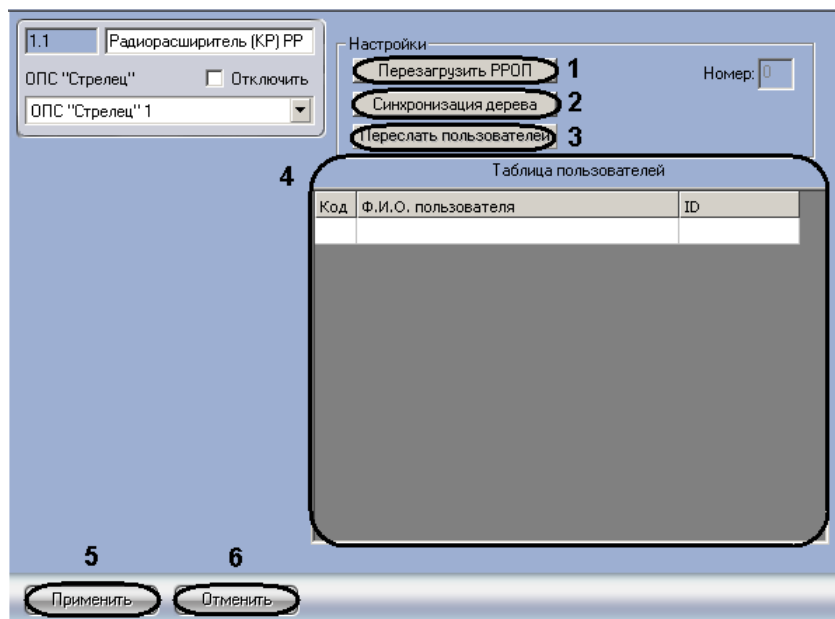 1.1 Радиорасширитель (КР) РР
ОПС "Стрелец" Отключить
ОПС "Стрелец" 1
Настройки
Перезагрузить РРОП 1 Номер: 0
Синхронизация дерева 2
Переслать пользователей 3
4 Таблица пользователей
Код Ф.И.О. пользователя ID
5 6
Применить Отменить